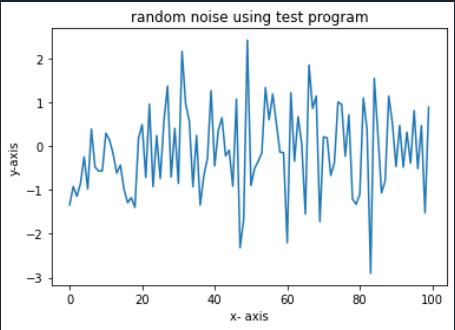 random noise using test program
2
1
0
−1
−2
−3
y-axis
0 20 40 60 80 100
x- axis